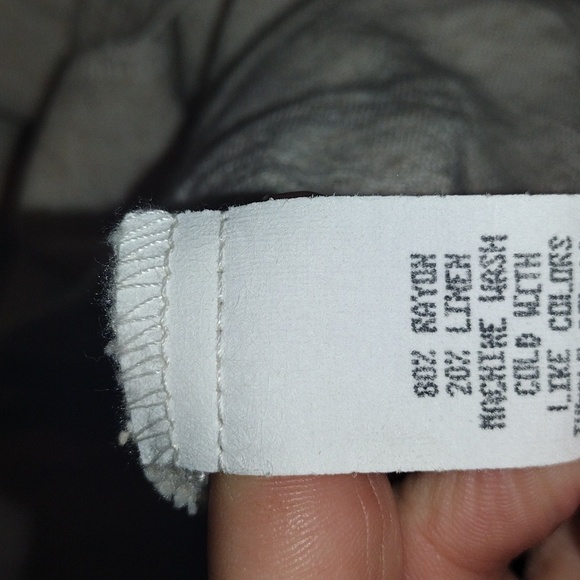 80% RAYON
20% LINEN
MACHINE WASH
COLD WITH
LIKE COLORS